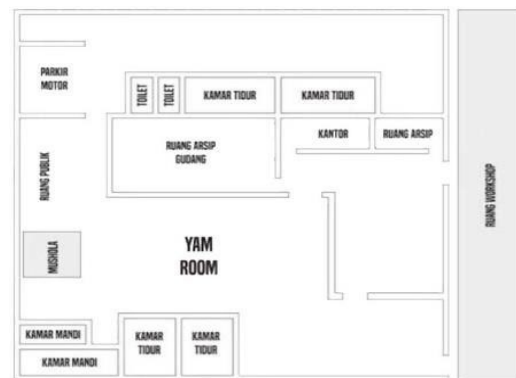 PARKIR
MOTOR
TOILET
TOILET
KAMAR TIDUR
KAMAR TIDUR
RUANG ARSIP
GUDANG
KANTOR
RUANG ARSIP
RUANG PUBLIK
MUSHOLA
YAM
ROOM
RUANG WORKSHOP
KAMAR MANDI
KAMAR MANDI
KAMAR
TIDUR
KAMAR
TIDUR